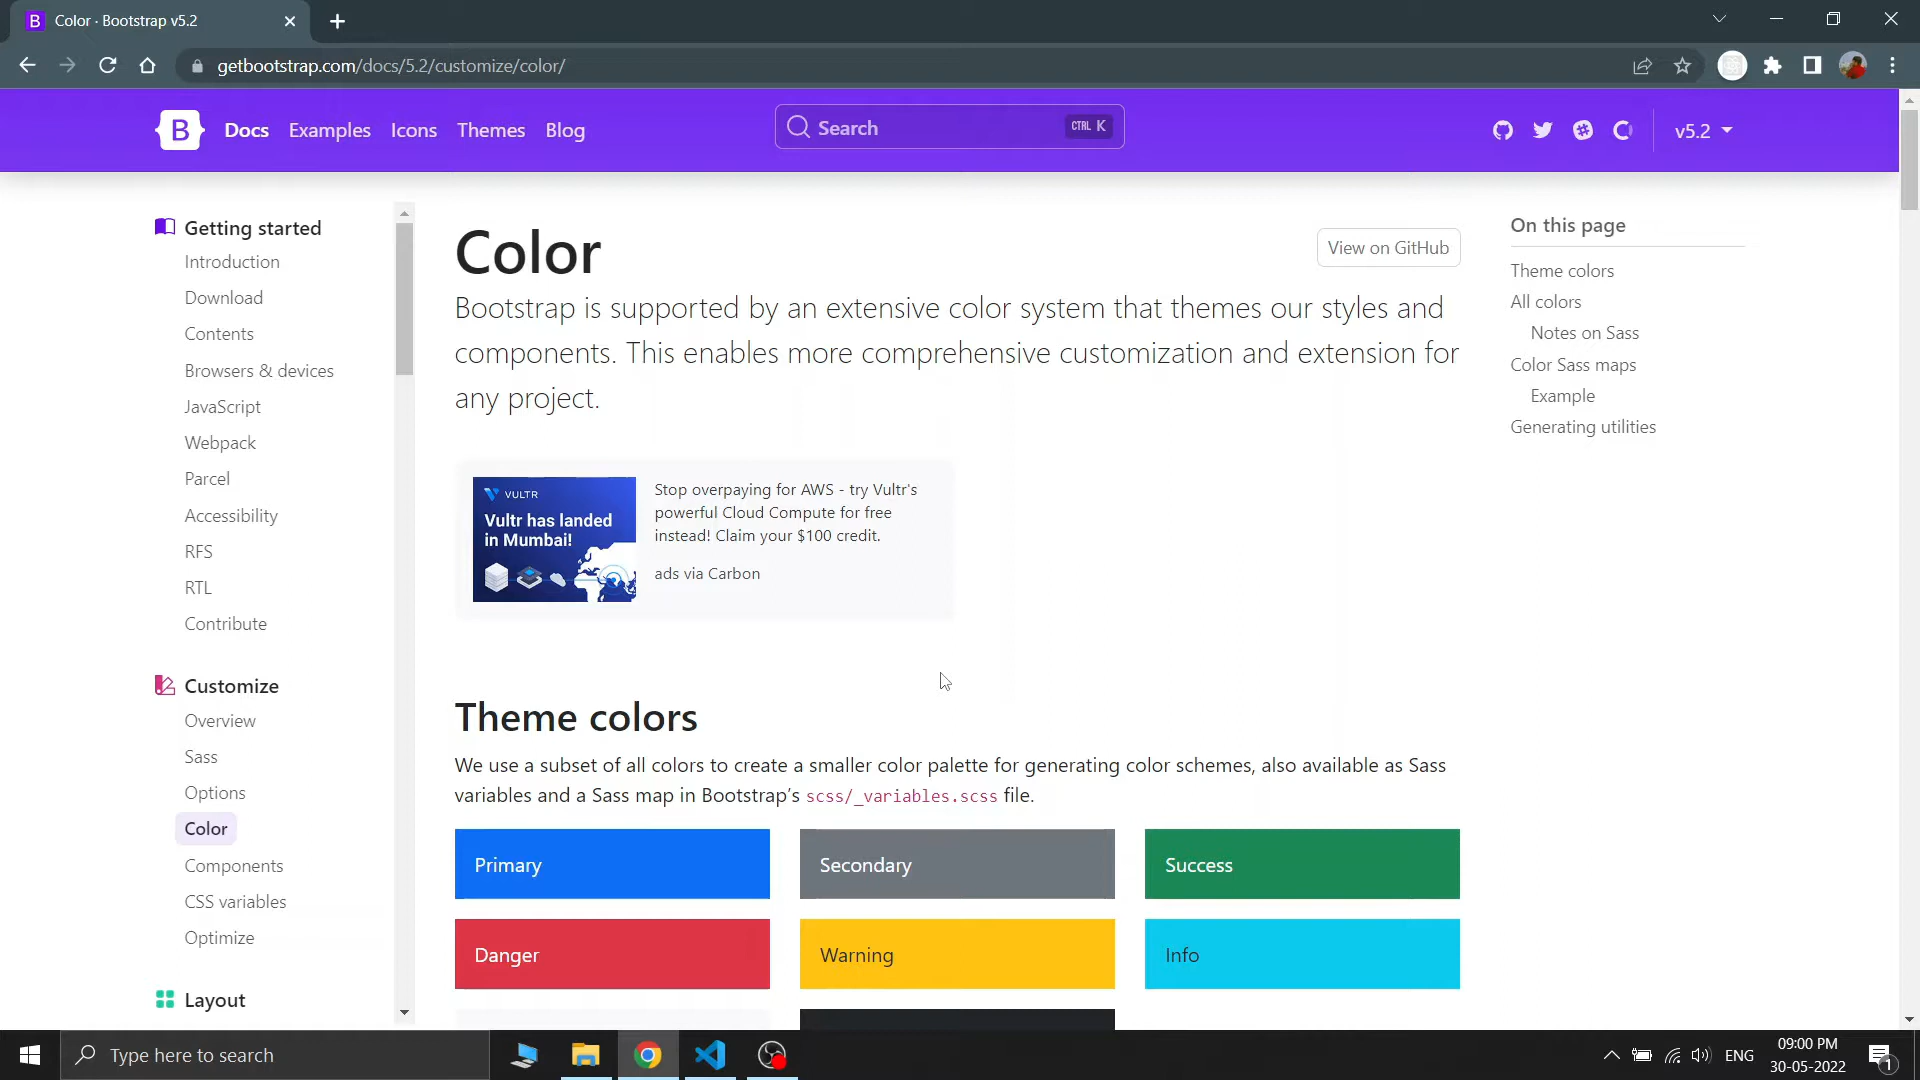 Color · Bootstrap v5.2
getbootstrap.com/docs/5.2/customize/color/
B Docs Examples Icons Themes Blog
Search CTRL K
v5.2
Getting started
Introduction
Download
Contents
Browsers & devices
JavaScript
Webpack
Parcel
Accessibility
RFS
RTL
Contribute
Customize
Overview
Sass
Options
Color
Components
CSS variables
Optimize
Layout
Color
View on GitHub
Bootstrap is supported by an extensive color system that themes our styles and
components. This enables more comprehensive customization and extension for
any project.
VULTR
Vultr has landed
in Mumbai!
Stop overpaying for AWS - try Vultr's
powerful Cloud Compute for free
instead! Claim your $100 credit.
ads via Carbon
Theme colors
We use a subset of all colors to create a smaller color palette for generating color schemes, also available as Sass
variables and a Sass map in Bootstrap’s scss/_variables.scss file.
Primary
Secondary
Success
Danger
Warning
Info
On this page
Theme colors
All colors
Notes on Sass
Color Sass maps
Example
Generating utilities
Type here to search
ENG
09:00 PM
30-05-2022
1